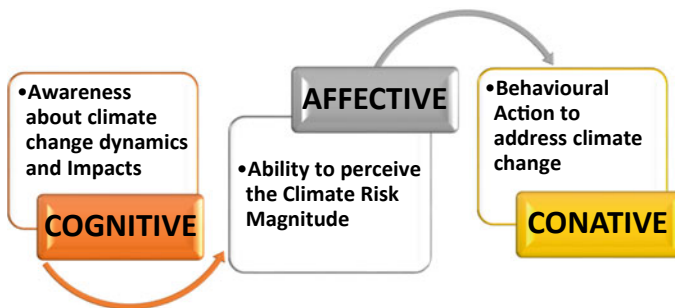 •Awareness
about climate
change dynamics
and Impacts
COGNITIVE
AFFECTIVE
•Ability to perceive
the Climate Risk
Magnitude
•Behavioural
Action to
address climate
change
CONATIVE